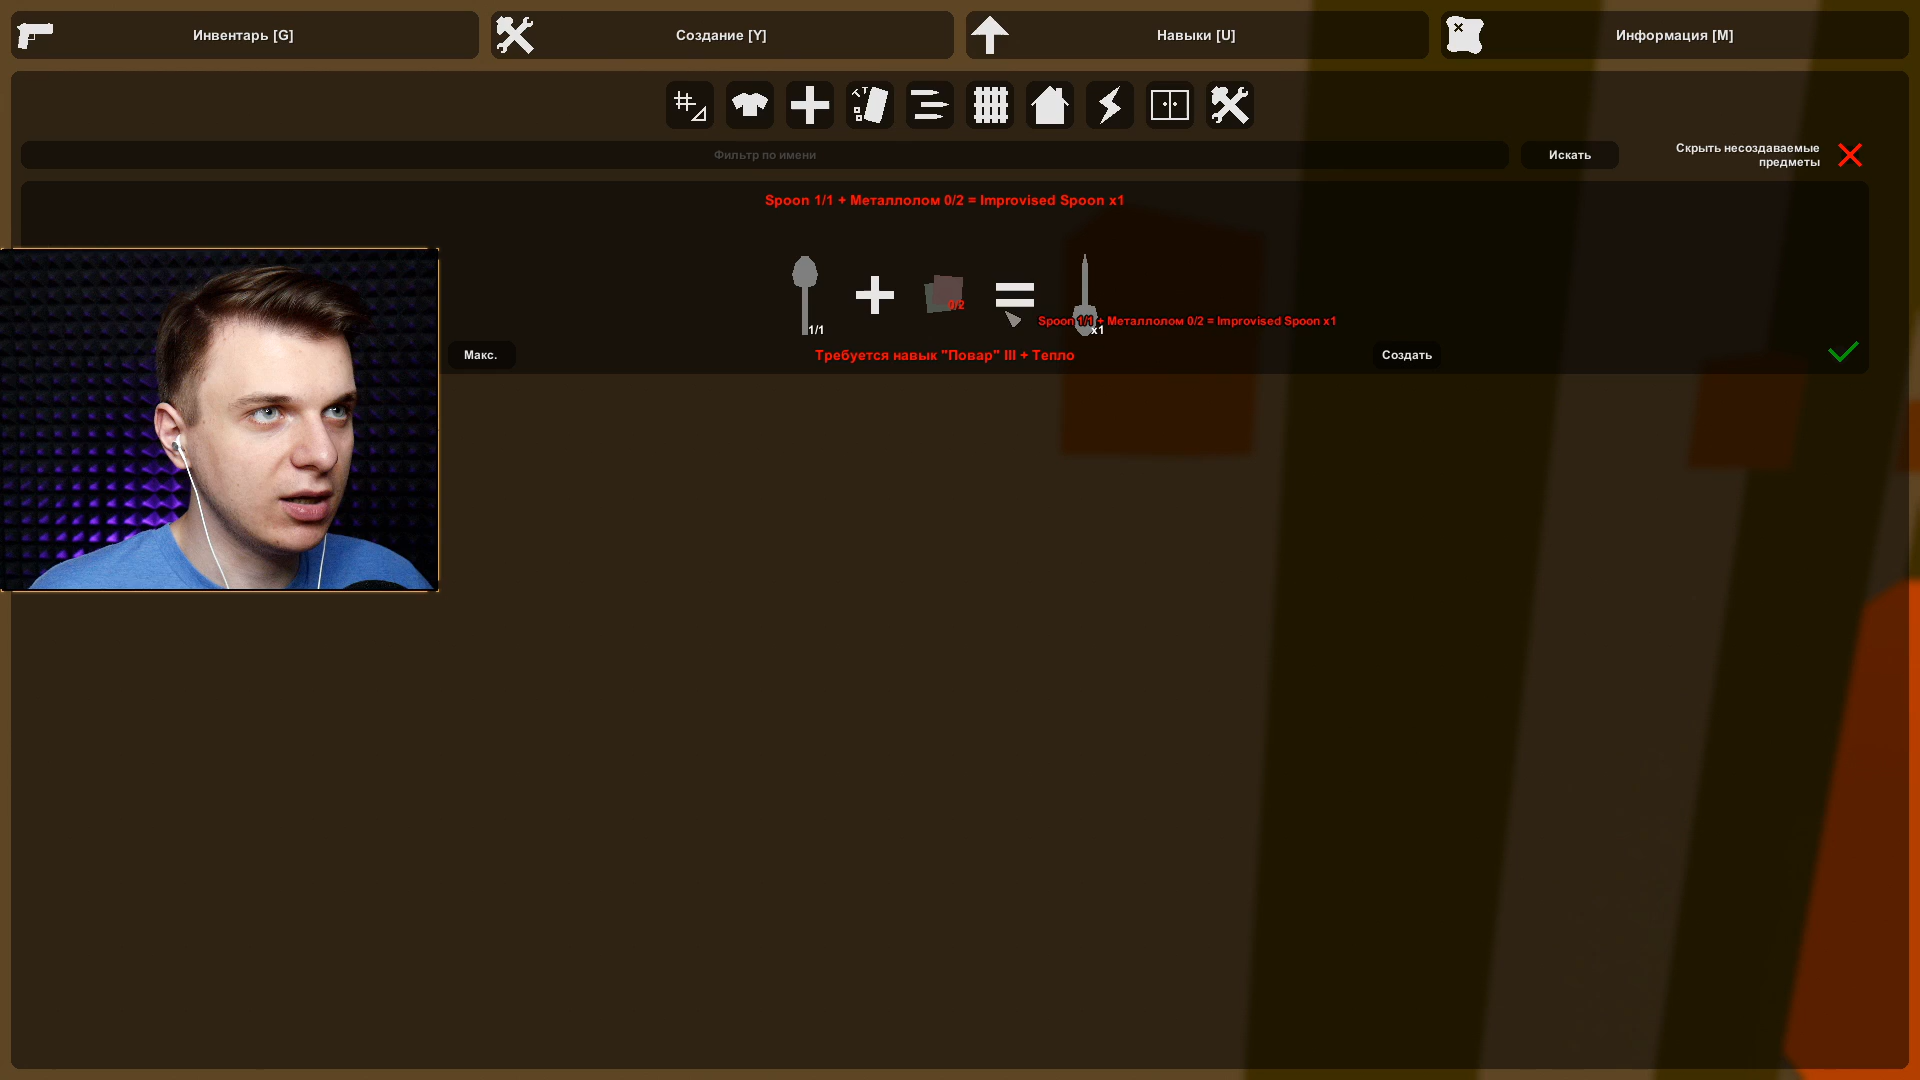 Инвентарь [G]
Создание [Y]
Навыки [U]
Информация [M]
Фильтр по имени
Искать
Скрыть несоздаваемые
предметы
Spoon 1/1 + Металлолом 0/2 = Improvised Spoon x1
1/1
0/2
x1
Spoon 1/1 + Металлолом 0/2 = Improvised Spoon x1
Макс.
Требуется навык "Повар" III + Тепло
Создать